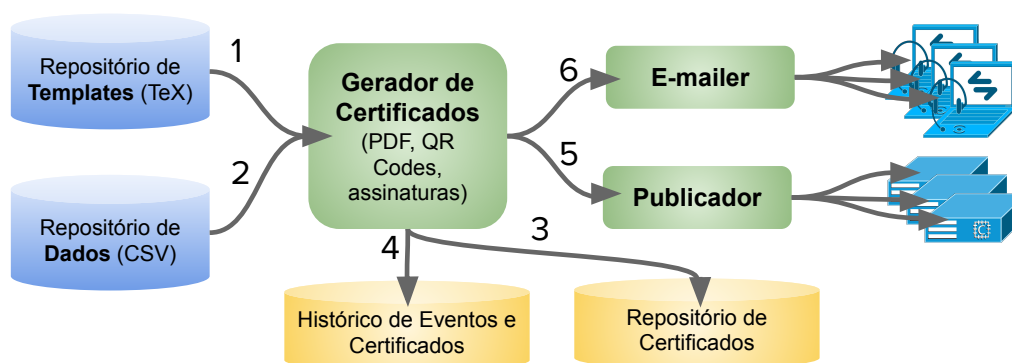 Repositório de
Templates (TeX)
1
Repositório de
Dados (CSV)
2
Gerador de
Certificados
(PDF, QR
Codes,
assinaturas)
6
E-mailer
5
Publicador
C
4
3
Histórico de Eventos e
Certificados
Repositório de
Certificados